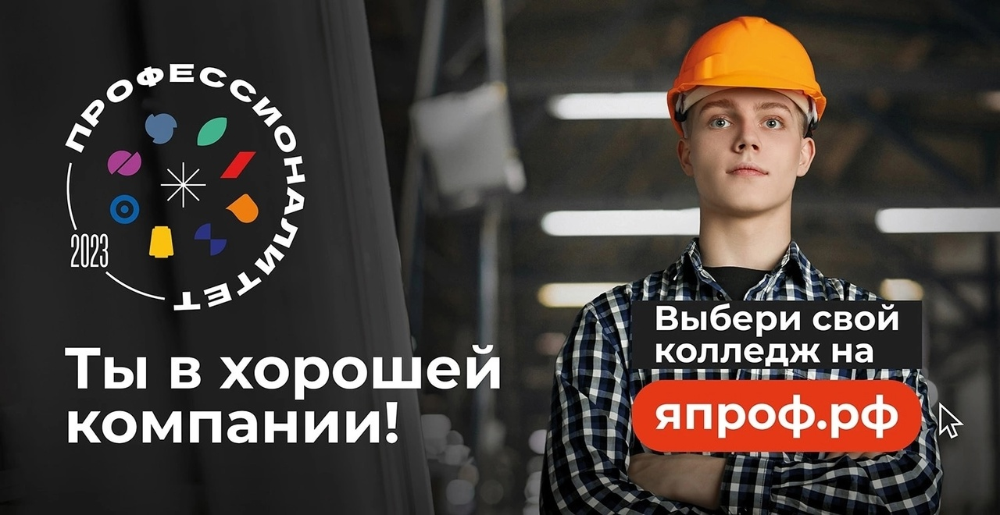 ПРОФЕССИОНАЛИТЕТ
2023
Ты в хорошей
компании!
Выбери свой
колледж на
япроф.рф